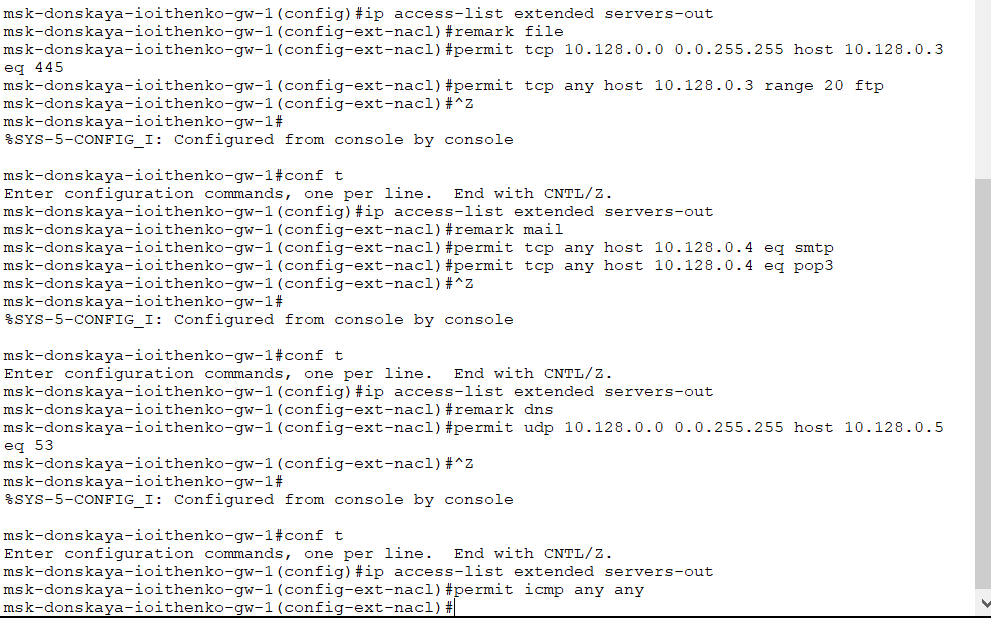 msk-donskaya-ioithenko-gw-1(config)#ip access-list extended servers-out
msk-donskaya-ioithenko-gw-1(config-ext-nacl)#remark file
msk-donskaya-ioithenko-gw-1(config-ext-nacl)#permit tcp 10.128.0.0 0.0.255.255 host 10.128.0.3
eq 445
msk-donskaya-ioithenko-gw-1(config-ext-nacl)#permit tcp any host 10.128.0.3 range 20 ftp
msk-donskaya-ioithenko-gw-1(config-ext-nacl)#^Z
msk-donskaya-ioithenko-gw-1#
%SYS-5-CONFIG_I: Configured from console by console

msk-donskaya-ioithenko-gw-1#conf t
Enter configuration commands, one per line.  End with CNTL/Z.
msk-donskaya-ioithenko-gw-1(config)#ip access-list extended servers-out
msk-donskaya-ioithenko-gw-1(config-ext-nacl)#remark mail
msk-donskaya-ioithenko-gw-1(config-ext-nacl)#permit tcp any host 10.128.0.4 eq smtp
msk-donskaya-ioithenko-gw-1(config-ext-nacl)#permit tcp any host 10.128.0.4 eq pop3
msk-donskaya-ioithenko-gw-1(config-ext-nacl)#^Z
msk-donskaya-ioithenko-gw-1#
%SYS-5-CONFIG_I: Configured from console by console

msk-donskaya-ioithenko-gw-1#conf t
Enter configuration commands, one per line.  End with CNTL/Z.
msk-donskaya-ioithenko-gw-1(config)#ip access-list extended servers-out
msk-donskaya-ioithenko-gw-1(config-ext-nacl)#remark dns
msk-donskaya-ioithenko-gw-1(config-ext-nacl)#permit udp 10.128.0.0 0.0.255.255 host 10.128.0.5
eq 53
msk-donskaya-ioithenko-gw-1(config-ext-nacl)#^Z
msk-donskaya-ioithenko-gw-1#
%SYS-5-CONFIG_I: Configured from console by console

msk-donskaya-ioithenko-gw-1#conf t
Enter configuration commands, one per line.  End with CNTL/Z.
msk-donskaya-ioithenko-gw-1(config)#ip access-list extended servers-out
msk-donskaya-ioithenko-gw-1(config-ext-nacl)#permit icmp any any
msk-donskaya-ioithenko-gw-1(config-ext-nacl)#